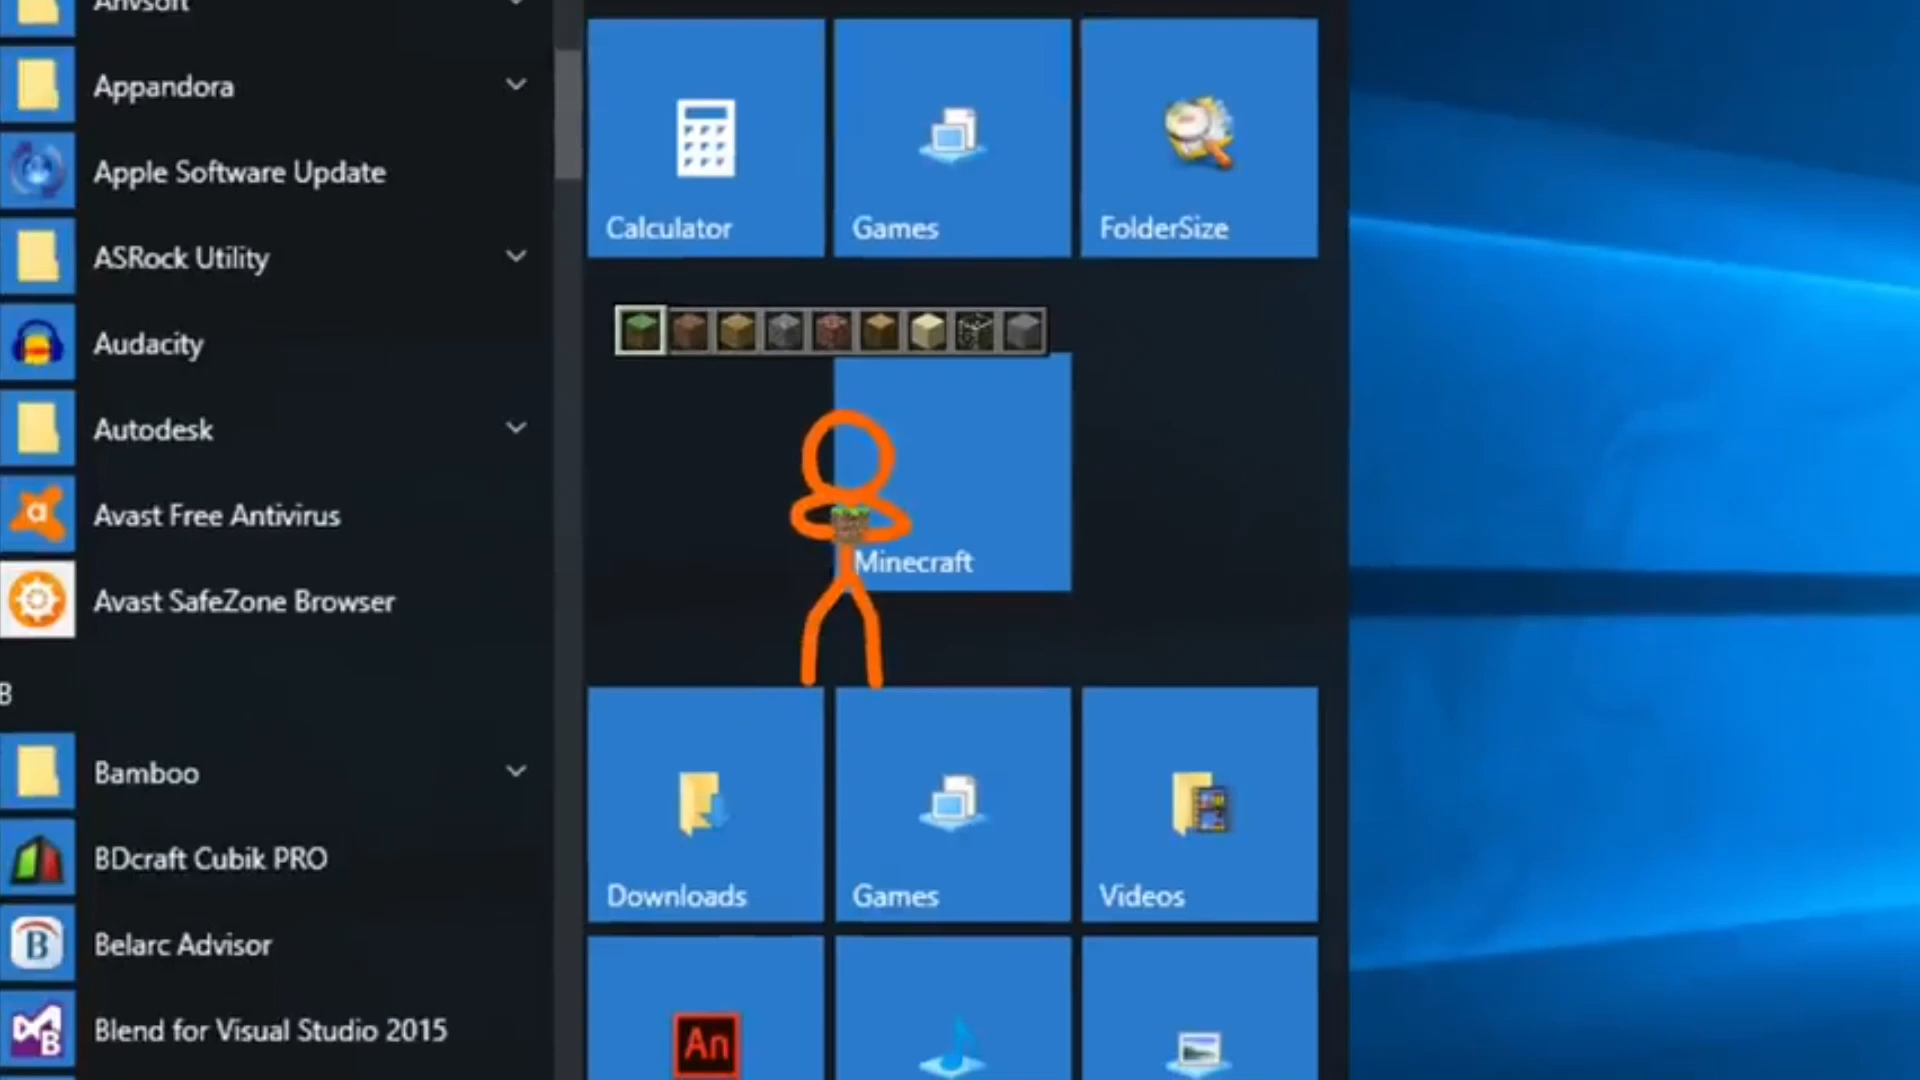 Anvsoft
Appandora
Apple Software Update
ASRock Utility
Audacity
Autodesk
Avast Free Antivirus
Avast SafeZone Browser
B
Bamboo
BDcraft Cubik PRO
Belarc Advisor
Blend for Visual Studio 2015
Calculator
Games
FolderSize
Minecraft
Downloads
Games
Videos
An